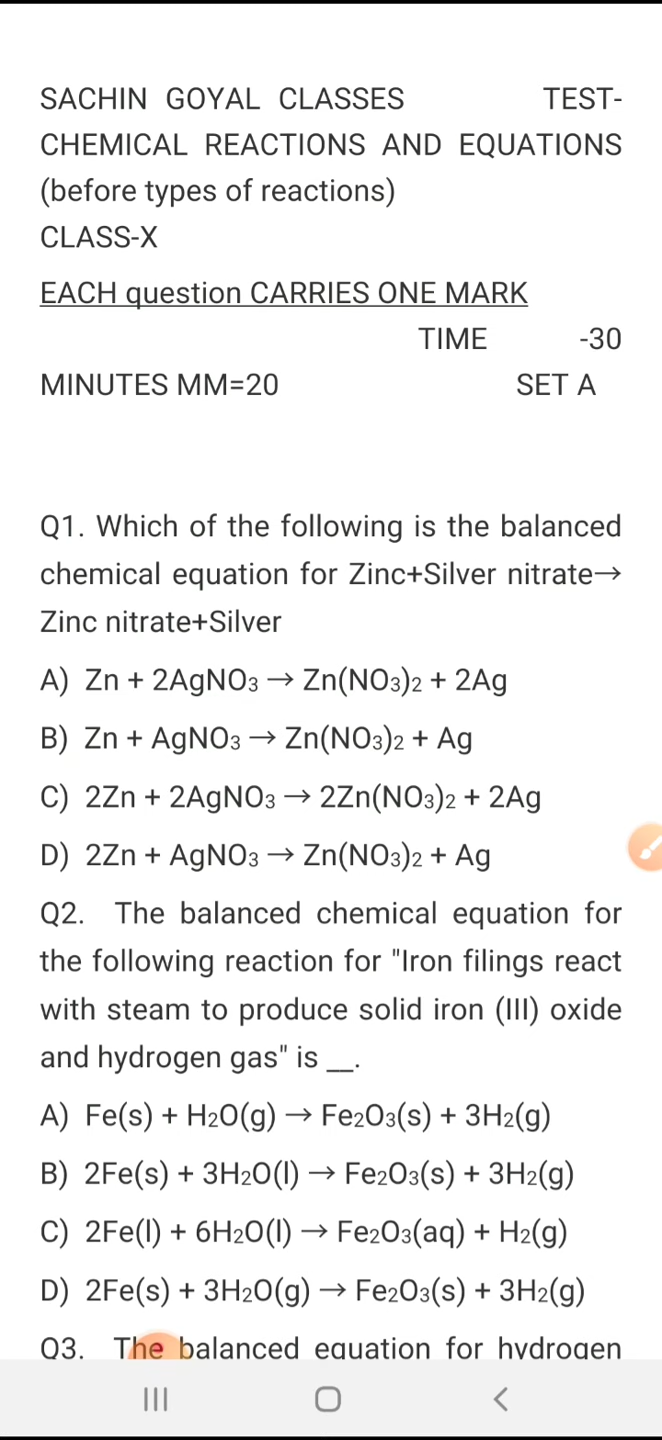 SACHIN GOYAL CLASSES TEST-
CHEMICAL REACTIONS AND EQUATIONS
(before types of reactions)
CLASS-X
EACH question CARRIES ONE MARK
TIME -30
MINUTES MM=20 SET A
Q1. Which of the following is the balanced
chemical equation for Zinc+Silver nitrate→
Zinc nitrate+Silver
A) Zn + 2AgNO3 → Zn(NO3)2 + 2Ag
B) Zn + AgNO3 → Zn(NO3)2 + Ag
C) 2Zn + 2AgNO3 → 2Zn(NO3)2 + 2Ag
D) 2Zn + AgNO3 → Zn(NO3)2 + Ag
Q2. The balanced chemical equation for
the following reaction for "Iron filings react
with steam to produce solid iron (III) oxide
and hydrogen gas" is __.
A) Fe(s) + H2O(g) → Fe2O3(s) + 3H2(g)
B) 2Fe(s) + 3H2O(l) → Fe2O3(s) + 3H2(g)
C) 2Fe(l) + 6H2O(l) → Fe2O3(aq) + H2(g)
D) 2Fe(s) + 3H2O(g) → Fe2O3(s) + 3H2(g)
Q3. The balanced equation for hydrogen